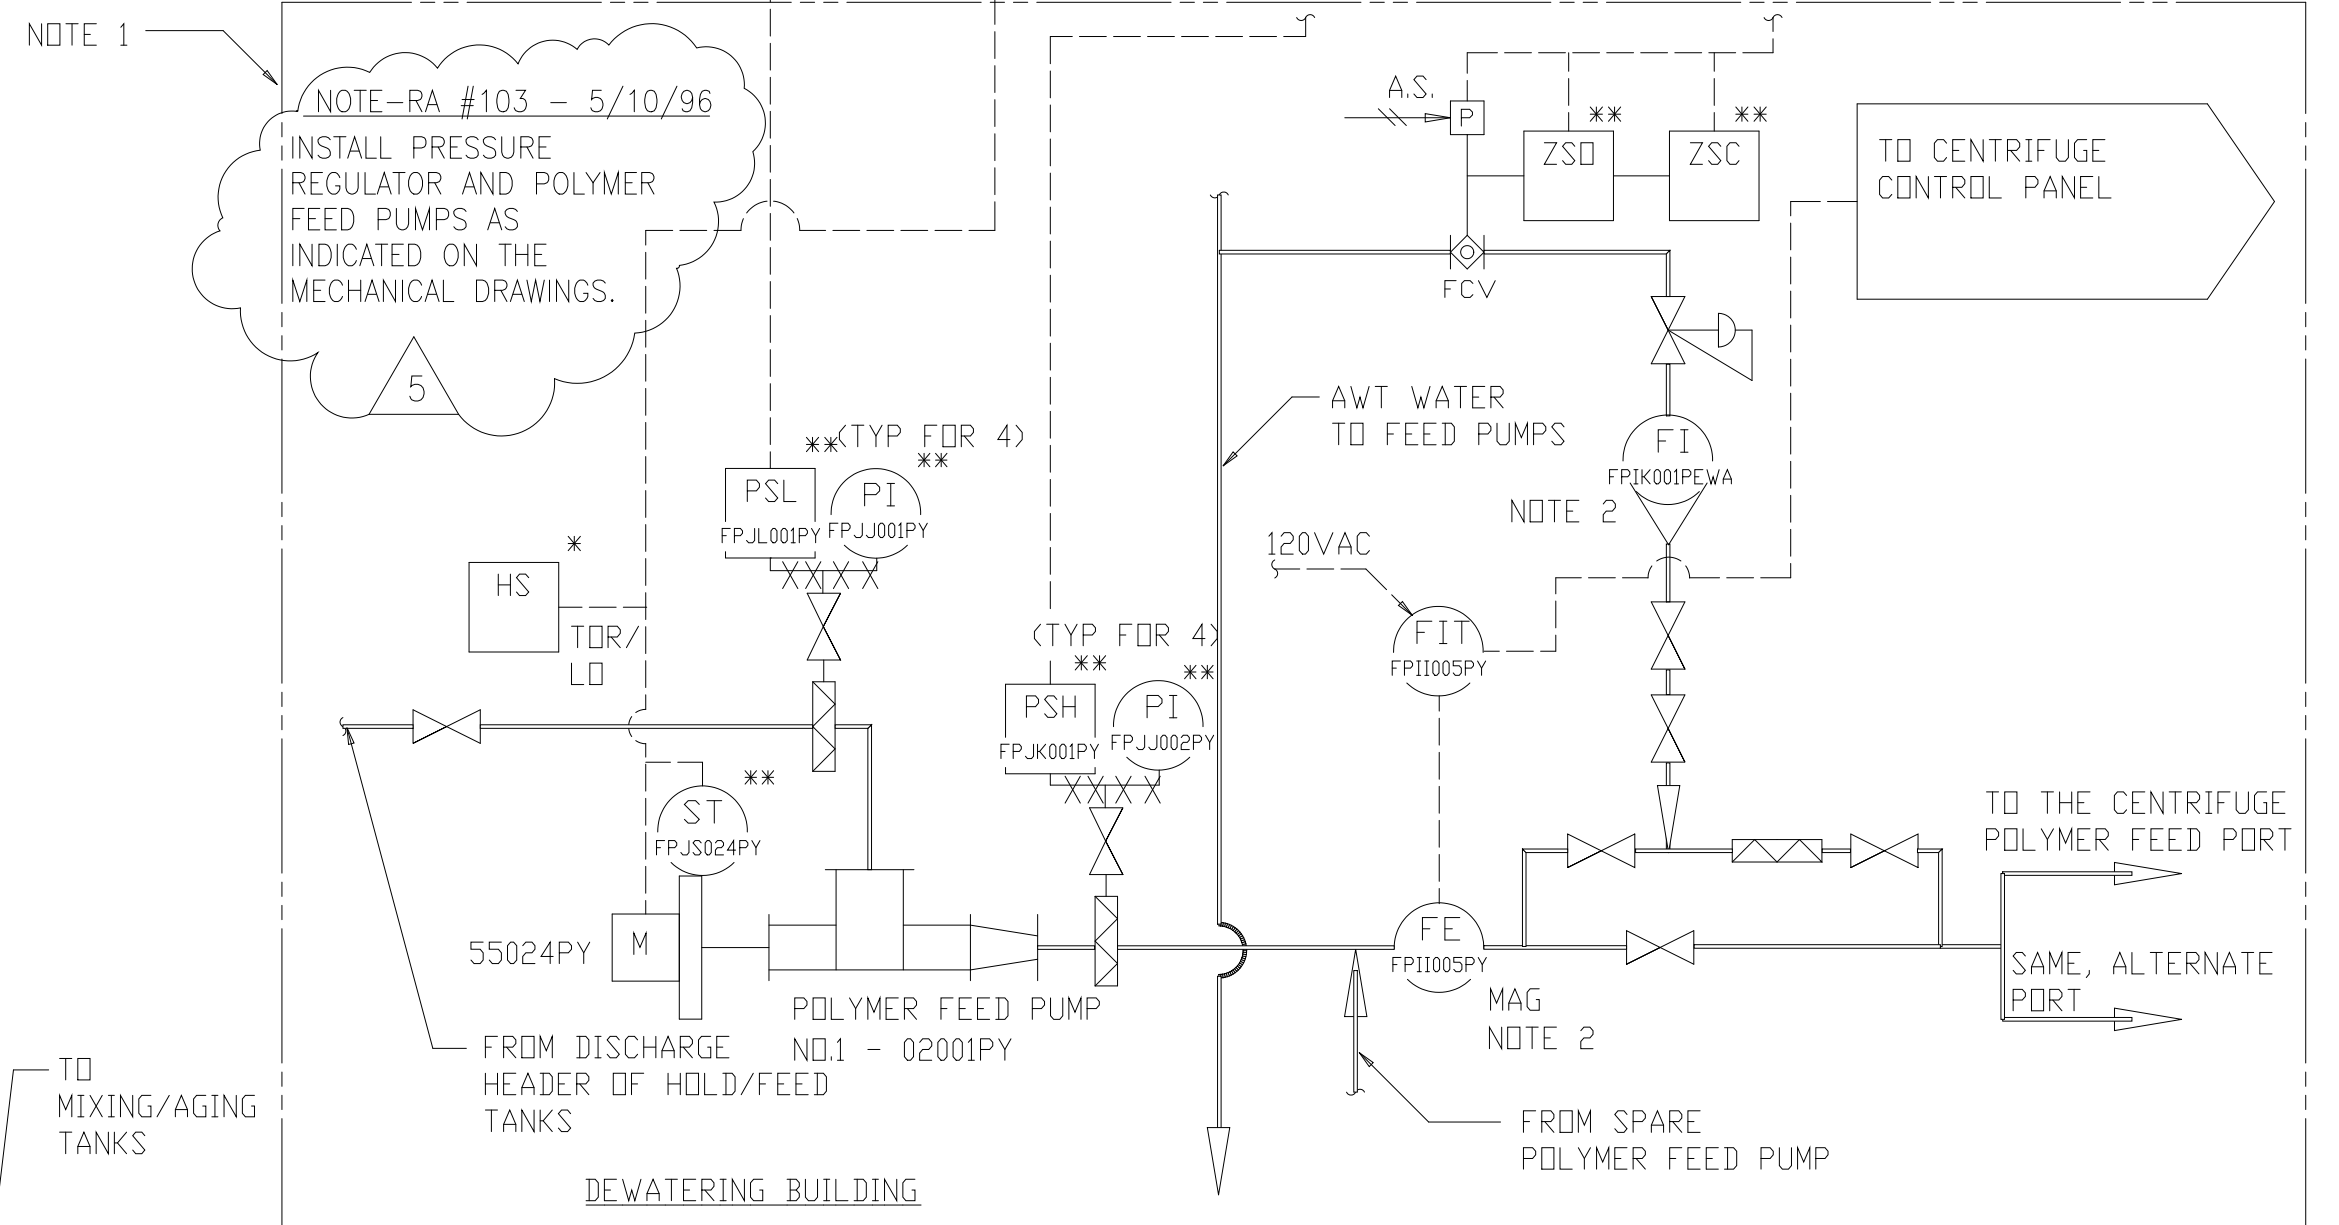 NOTE 1
NOTE-RA #103 - 5/10/96
INSTALL PRESSURE
REGULATOR AND POLYMER
FEED PUMPS AS
INDICATED ON THE
MECHANICAL DRAWINGS.
5
A.S.
P
**
ZSO
**
ZSC
TO CENTRIFUGE
CONTROL PANEL
FCV
AWT WATER
TO FEED PUMPS
FI
FPIK001PEWA
NOTE 2
**(TYP FOR 4)
**
PSL
FPJL001PY
PI
FPJJ001PY
120VAC
*
HS
TOR/
LO
(TYP FOR 4)
**
**
PSH
FPJK001PY
PI
FPJJ002PY
FIT
FPII005PY
**
ST
FPJS024PY
TO THE CENTRIFUGE
POLYMER FEED PORT
55024PY
M
FE
FPII005PY
SAME, ALTERNATE
PORT
POLYMER FEED PUMP
NO.1 - 02001PY
MAG
NOTE 2
FROM DISCHARGE
HEADER OF HOLD/FEED
TANKS
TO
MIXING/AGING
TANKS
FROM SPARE
POLYMER FEED PUMP
DEWATERING BUILDING